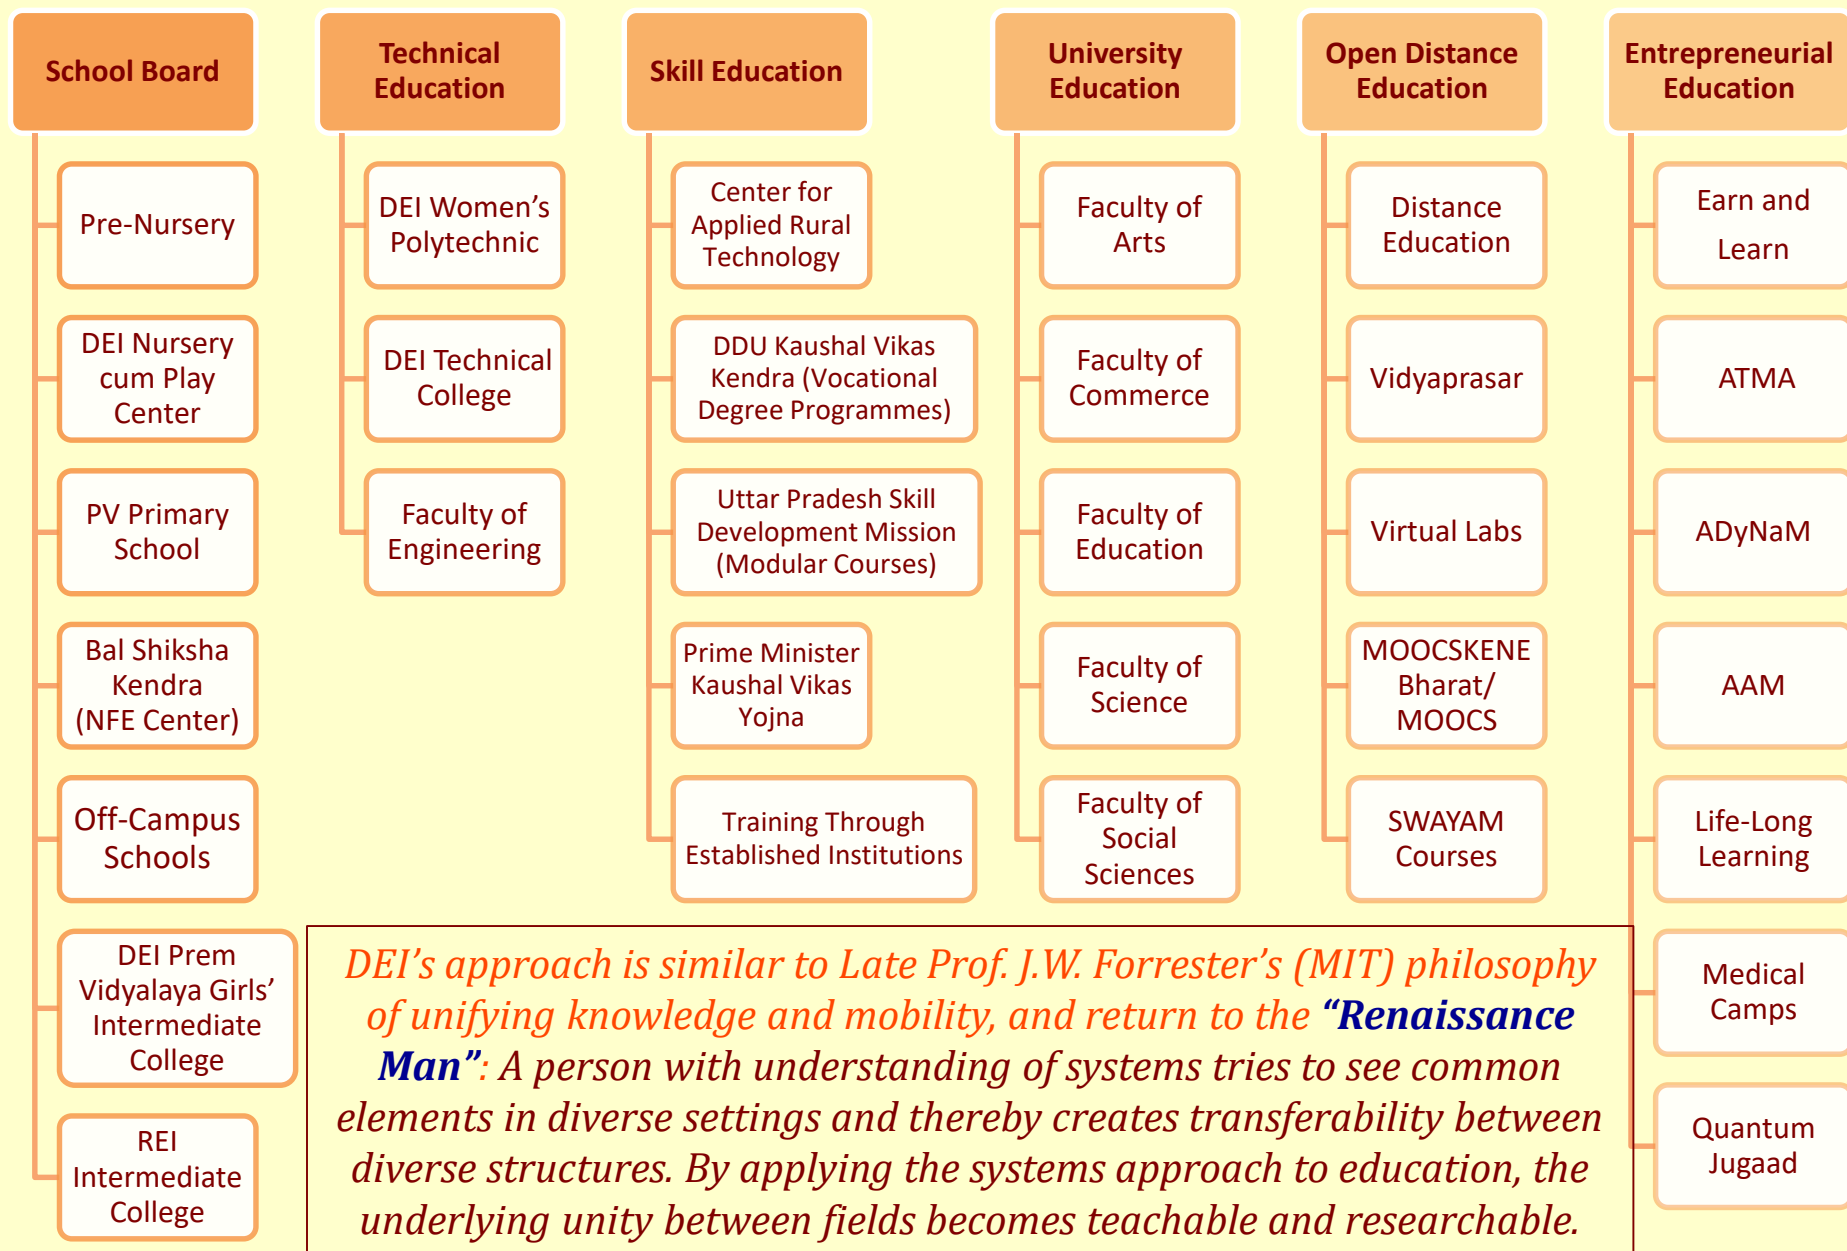 School Board
Pre-Nursery
DEI Nursery
cum Play
Center
PV Primary
School
Bal Shiksha
Kendra
(NFE Center)
Off-Campus
Schools
DEI Prem
Vidyalaya Girls’
Intermediate
College
REI
Intermediate
College
Technical
Education
DEI Women’s
Polytechnic
DEI Technical
College
Faculty of
Engineering
Skill Education
Center for
Applied Rural
Technology
DDU Kaushal Vikas
Kendra (Vocational
Degree Programmes)
Uttar Pradesh Skill
Development Mission
(Modular Courses)
Prime Minister
Kaushal Vikas
Yojna
Training Through
Established Institutions
University
Education
Faculty of
Arts
Faculty of
Commerce
Faculty of
Education
Faculty of
Science
Faculty of
Social
Sciences
Open Distance
Education
Distance
Education
Vidyaprasar
Virtual Labs
MOOCSKENE
Bharat/
MOOCS
SWAYAM
Courses
Entrepreneurial
Education
Earn and
Learn
ATMA
ADyNaM
AAM
Life-Long
Learning
Medical
Camps
Quantum
Jugaad
DEI’s approach is similar to Late Prof. J.W. Forrester’s (MIT) philosophy
of unifying knowledge and mobility, and return to the “Renaissance
Man”: A person with understanding of systems tries to see common
elements in diverse settings and thereby creates transferability between
diverse structures. By applying the systems approach to education, the
underlying unity between fields becomes teachable and researchable.